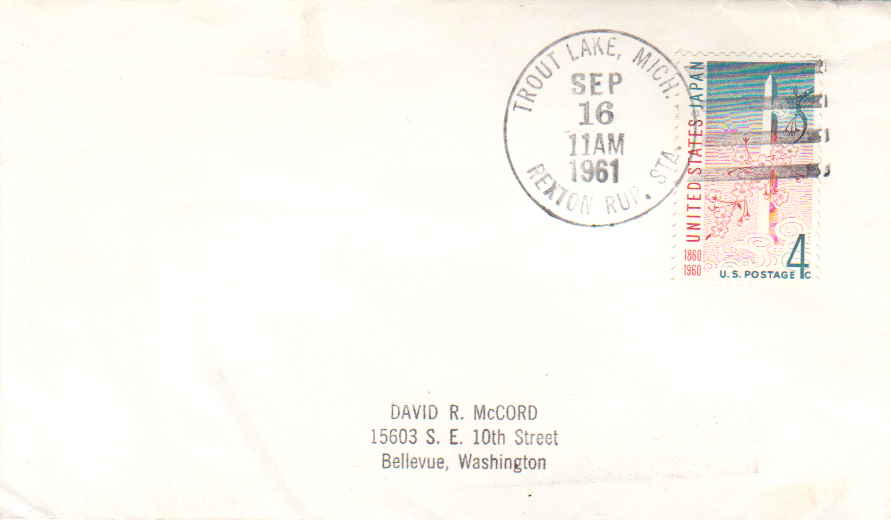 TROUT LAKE, MICH.
SEP
16
11AM
1961
REXTON RUR. STA.
UNITED STATES-JAPAN
1860
1960
U.S. POSTAGE 4c
DAVID R. McCORD
15603 S. E. 10th Street
Bellevue, Washington